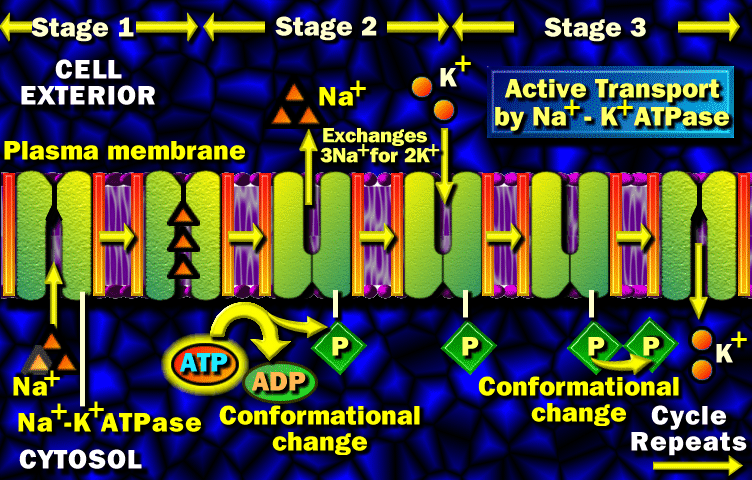 Stage 1
Stage 2
Stage 3
CELL
EXTERIOR
Na+
K+
Active Transport
by Na+ - K+ATPase
Exchanges
3Na+for 2K+
Plasma membrane
Na+
Na+-K+ATPase
CYTOSOL
ATP
ADP
P
Conformational
change
P
P
P
Conformational
change
K+
Cycle
Repeats